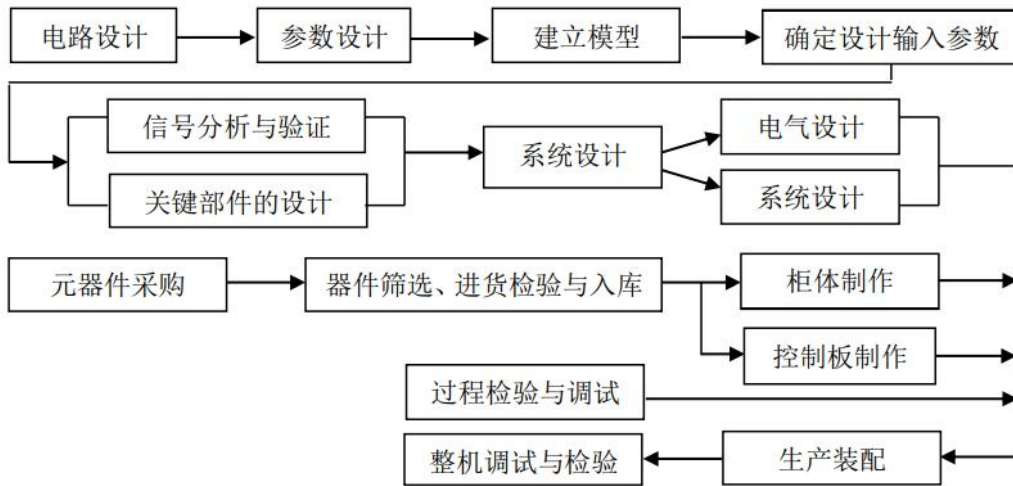 电路设计
参数设计
建立模型
确定设计输入参数
信号分析与验证
关键部件的设计
系统设计
电气设计
系统设计
元器件采购
器件筛选、进货检验与入库
柜体制作
控制板制作
过程检验与调试
整机调试与检验
生产装配